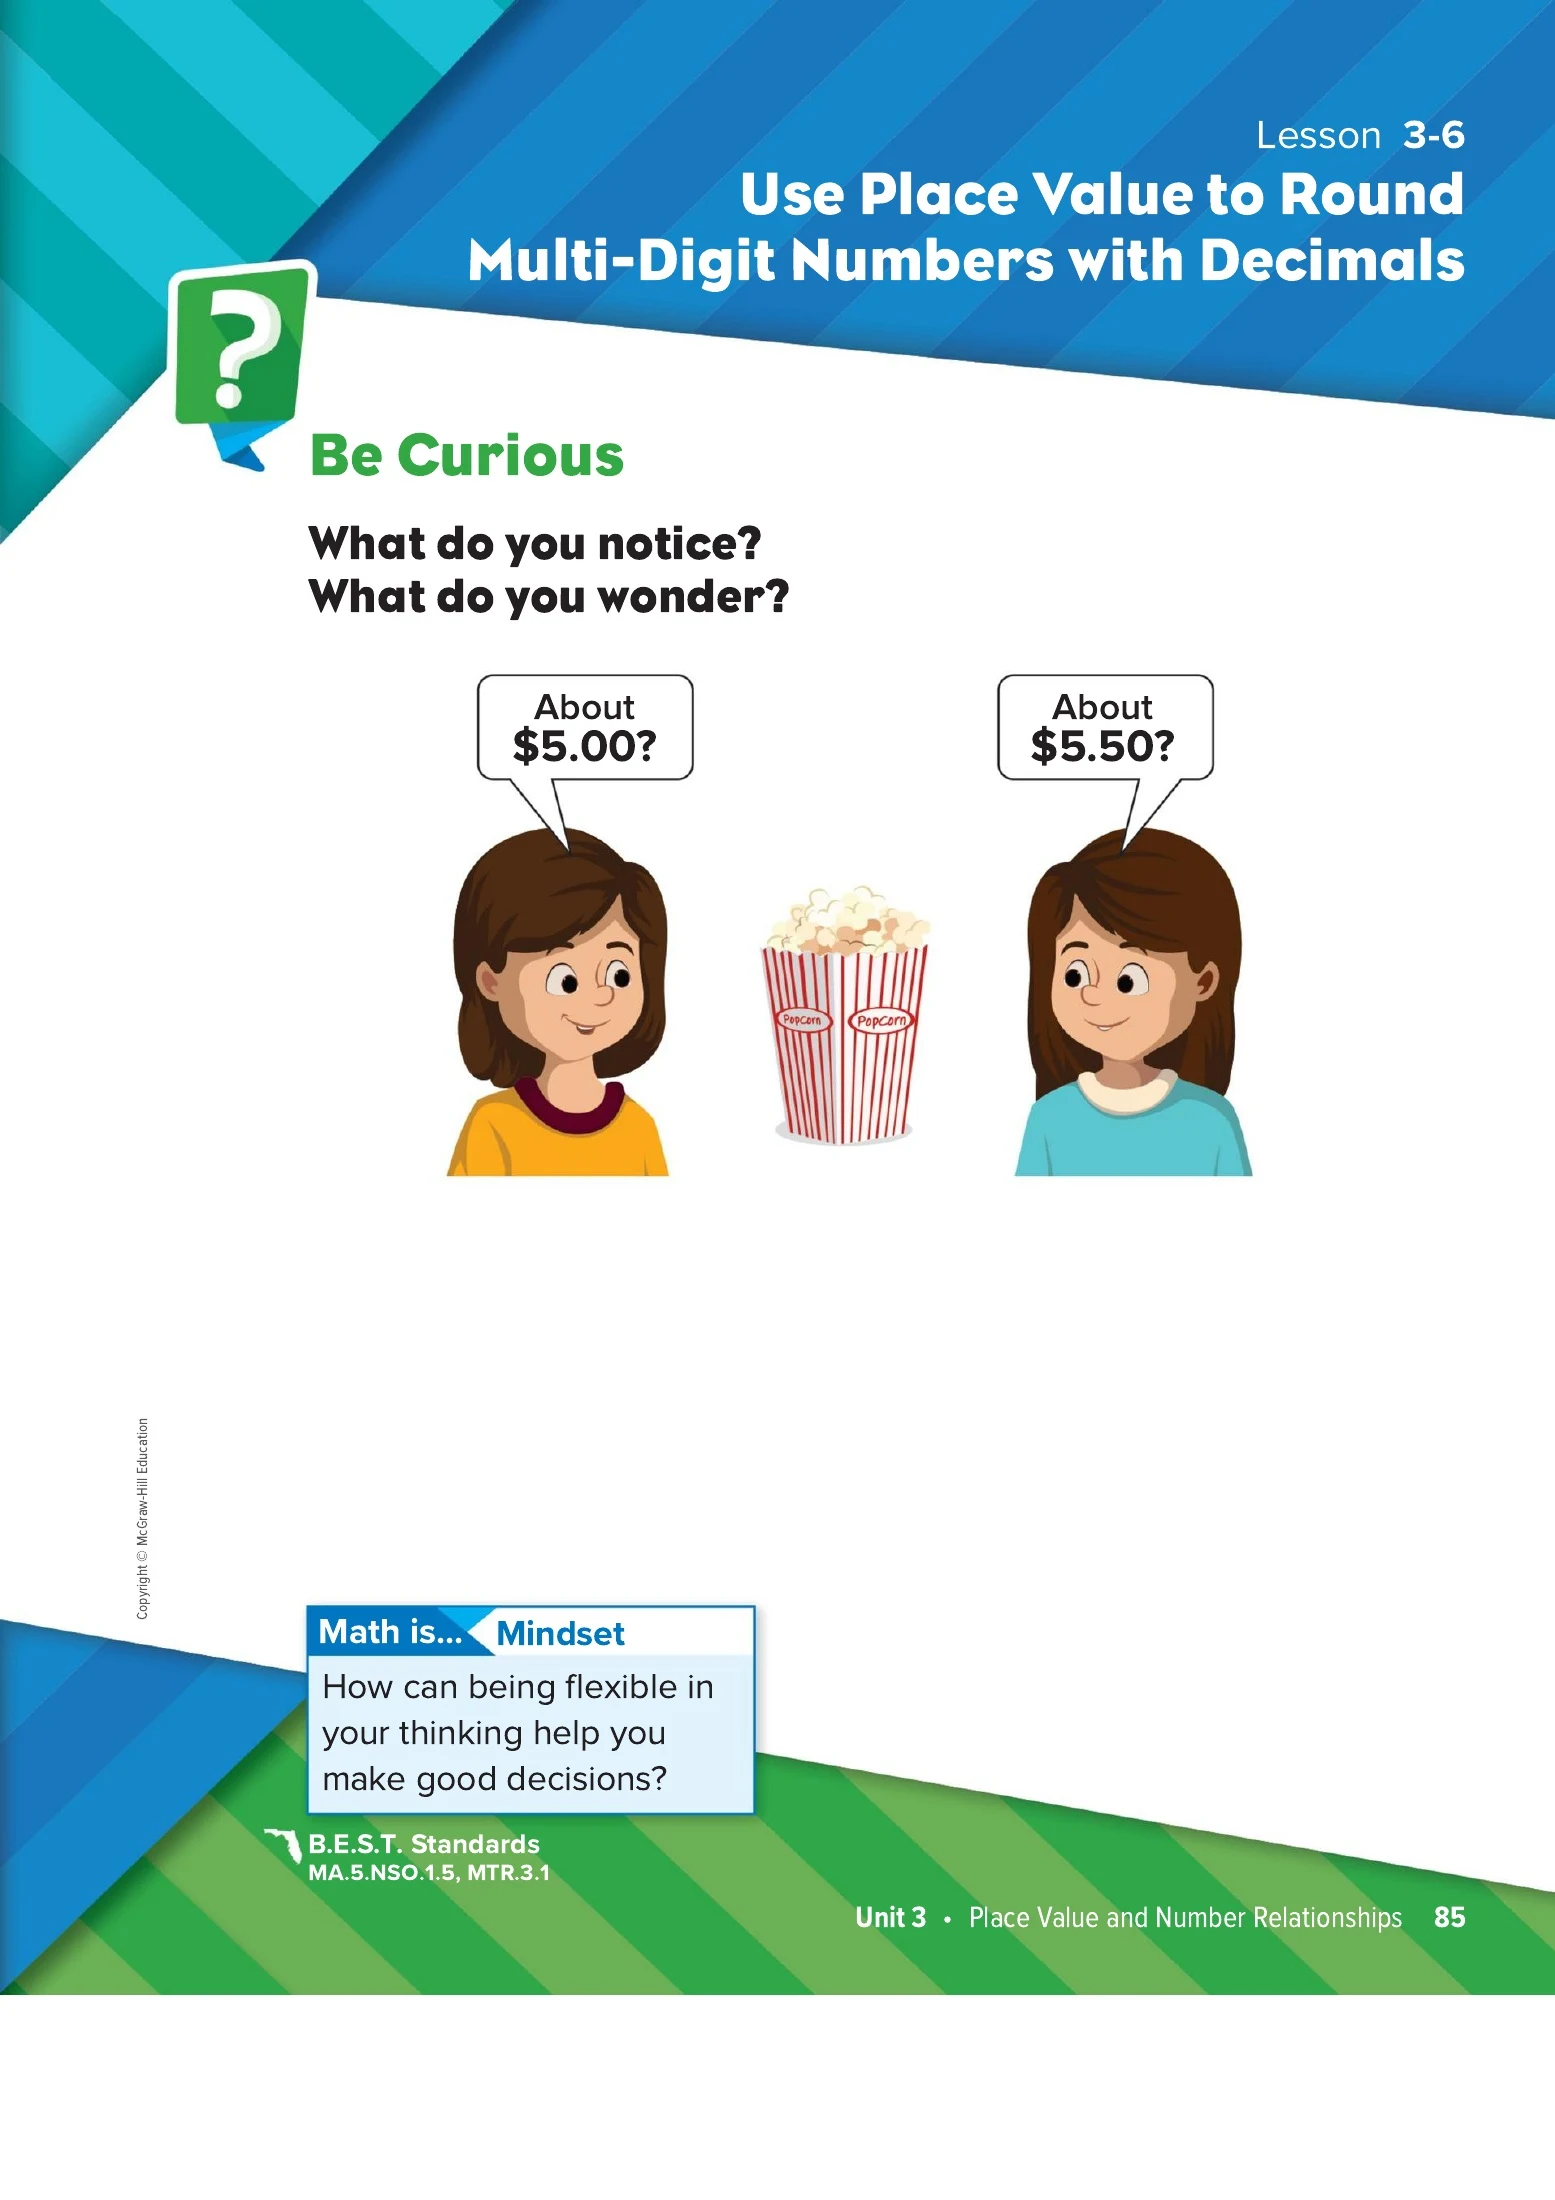 Lesson 3-6
Use Place Value to Round
Multi-Digit Numbers with Decimals
?
Be Curious
What do you notice?
What do you wonder?
About
$5.00?
About
$5.50?
Popcorn
Popcorn
Copyright © McGraw-Hill Education
Math is... Mindset
How can being flexible in
your thinking help you
make good decisions?
B.E.S.T. Standards
MA.5.NSO.1.5, MTR.3.1
Unit 3 • Place Value and Number Relationships 85